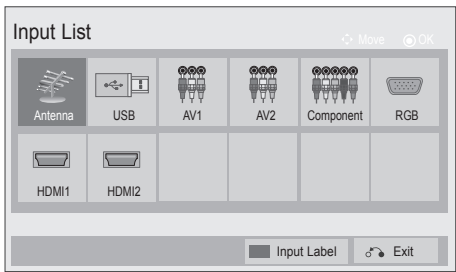 Input List
Move OK
Antenna USB AV1 AV2 Component RGB
HDMI1 HDMI2
Input Label Exit